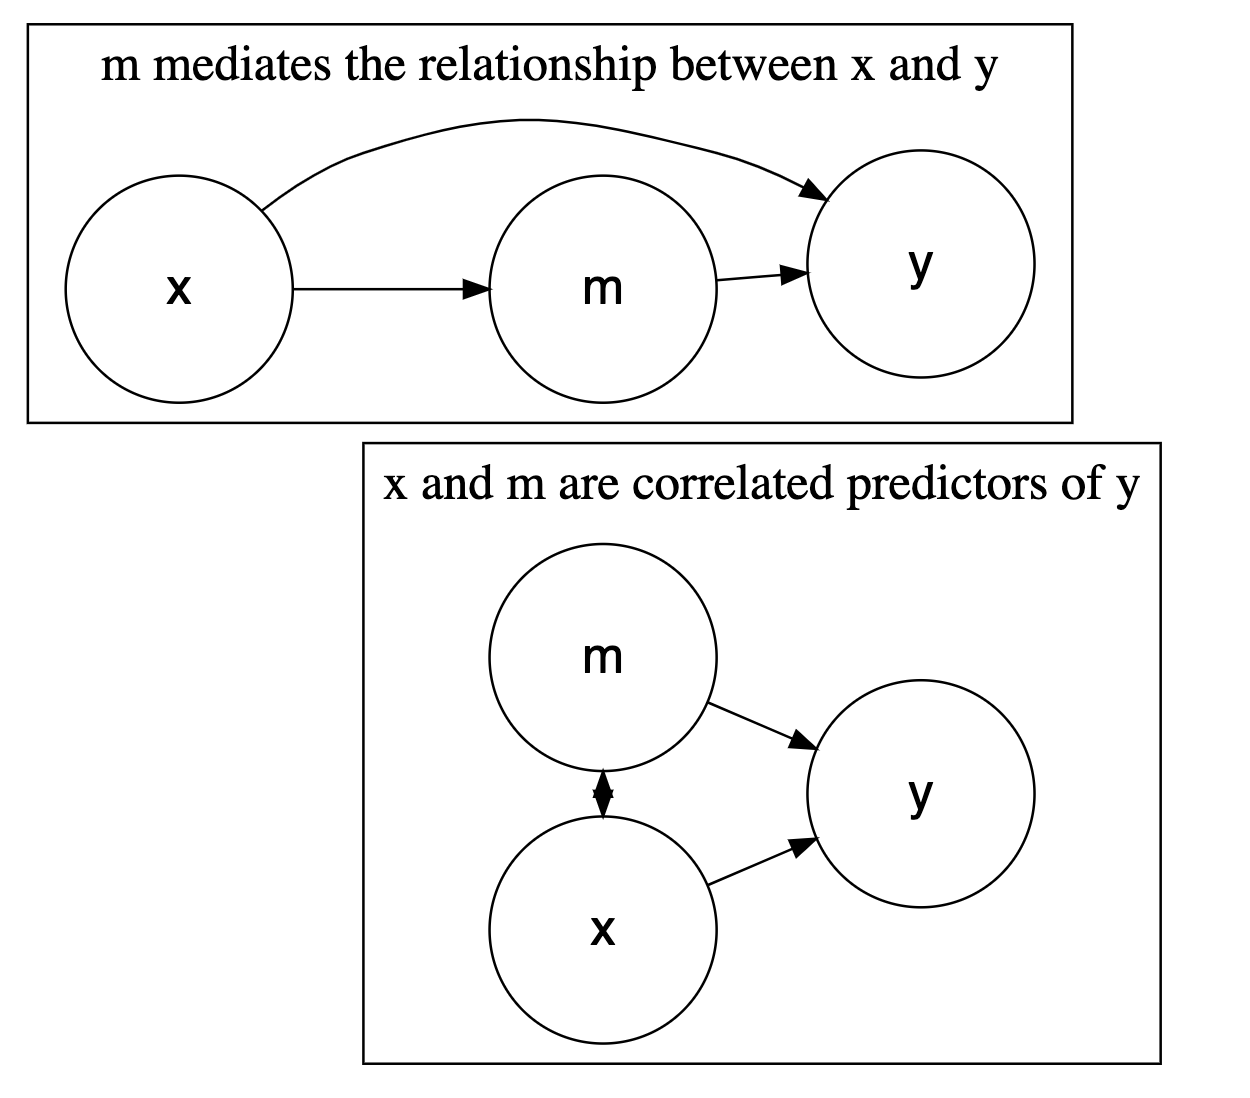 m mediates the relationship between x and y
x
m
y
x and m are correlated predictors of y
m
y
x